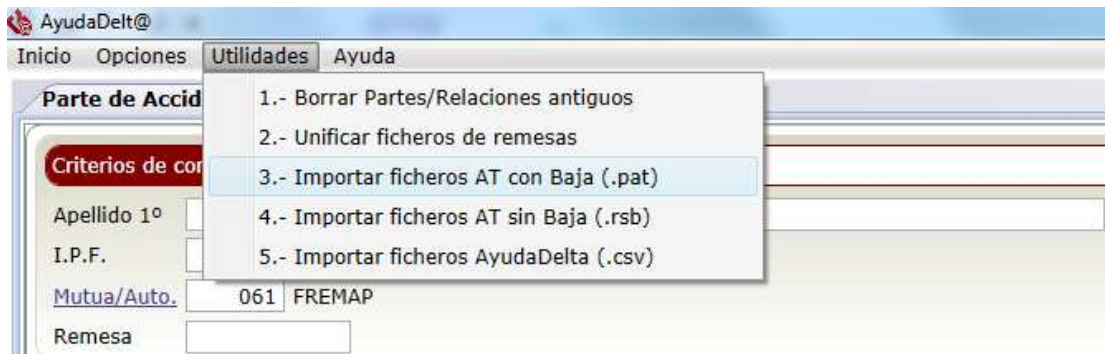 AyudaDelt@
Inicio Opciones Utilidades Ayuda
Parte de Accid
1.- Borrar Partes/Relaciones antiguos
2.- Unificar ficheros de remesas
Criterios de cor
3.- Importar ficheros AT con Baja (.pat)
Apellido 1º
4.- Importar ficheros AT sin Baja (.rsb)
I.P.F.
5.- Importar ficheros AyudaDelta (.csv)
Mutua/Auto. 061 FREMAP
Remesa